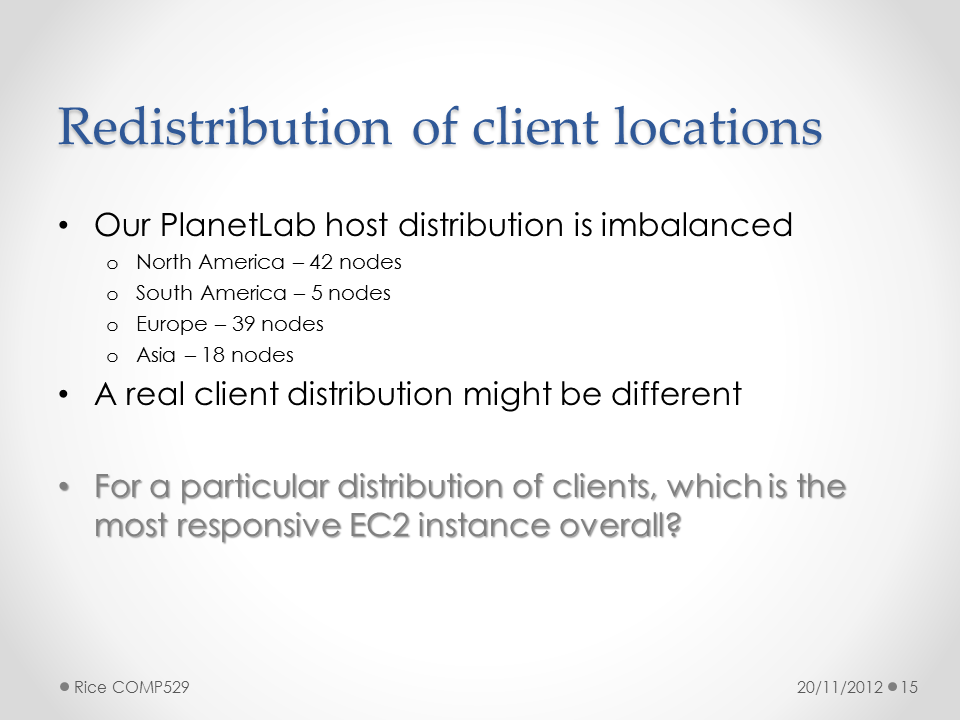 Redistribution of client locations
• Our PlanetLab host distribution is imbalanced
o North America – 42 nodes
o South America – 5 nodes
o Europe – 39 nodes
o Asia – 18 nodes
• A real client distribution might be different
• For a particular distribution of clients, which is the
most responsive EC2 instance overall?
Rice COMP529
20/11/2012 15